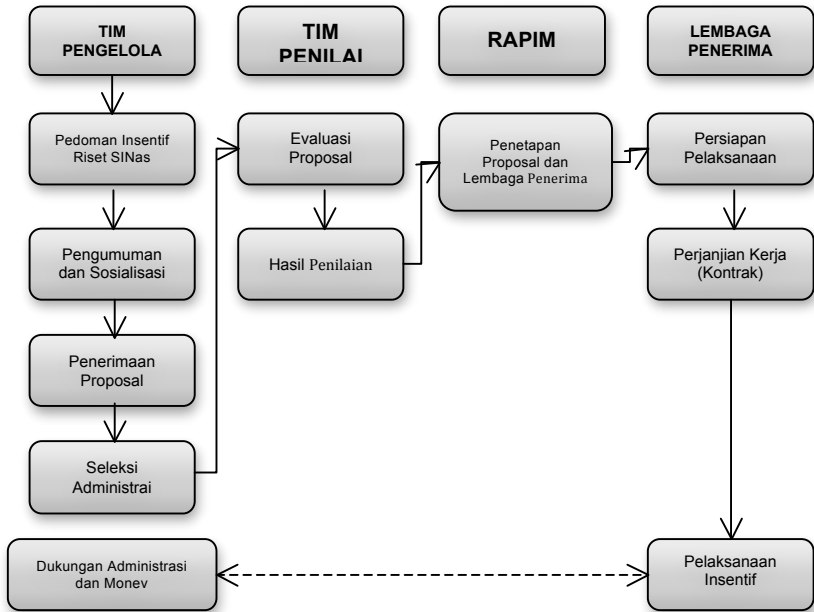 TIM
PENGELOLA
TIM
PENILAI
RAPIM
LEMBAGA
PENERIMA
Pedoman Insentif
Riset SINas
Evaluasi
Proposal
Penetapan
Proposal dan
Lembaga Penerima
Persiapan
Pelaksanaan
Pengumuman
dan Sosialisasi
Hasil Penilaian
Perjanjian Kerja
(Kontrak)
Penerimaan
Proposal
Seleksi
Administrai
Dukungan Administrasi
dan Monev
Pelaksanaan
Insentif